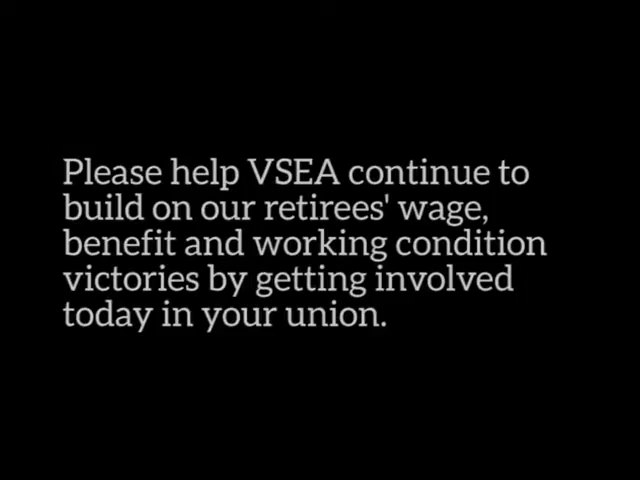 Please help VSEA continue to
build on our retirees' wage,
benefit and working condition
victories by getting involved
today in your union.